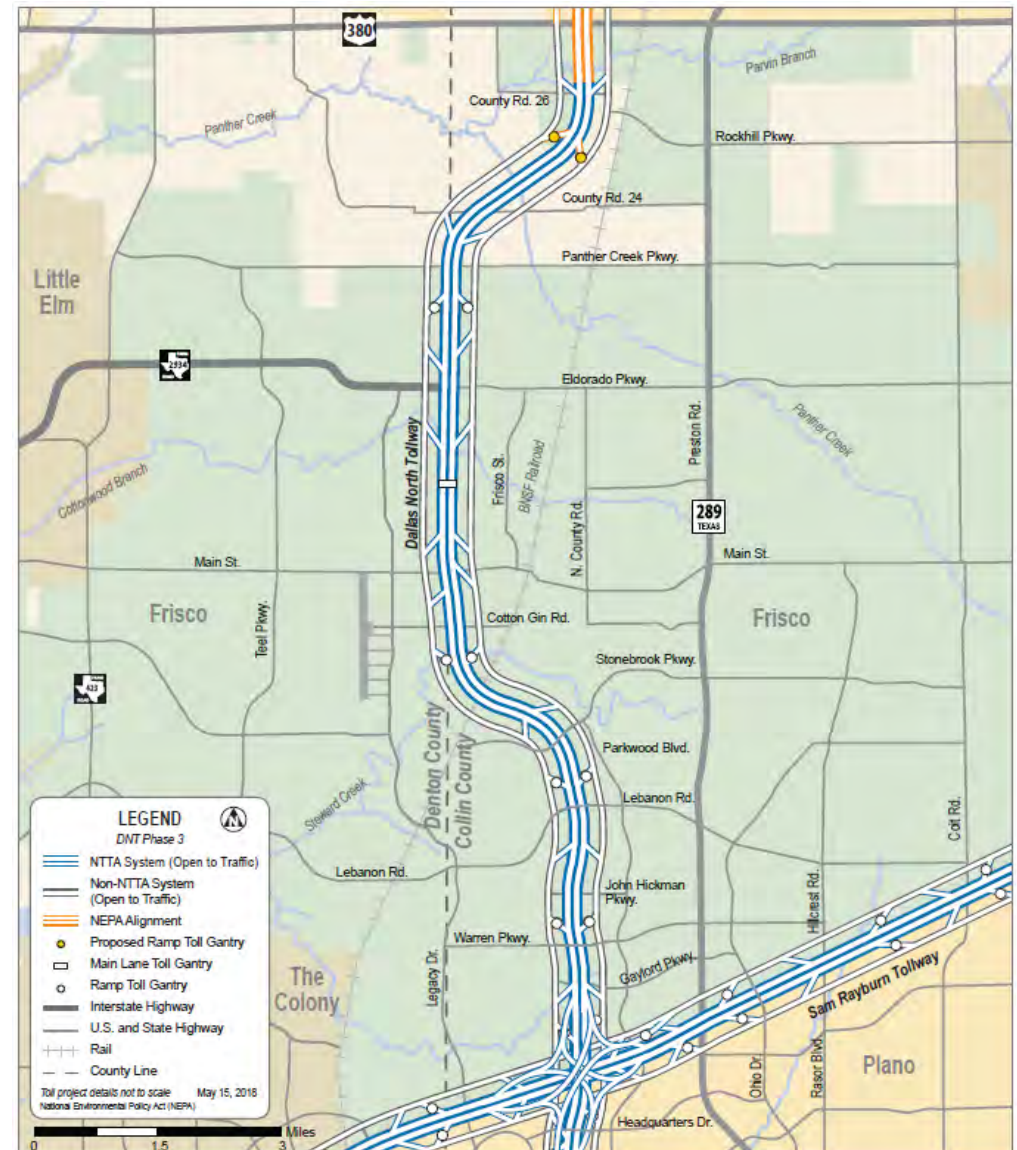 380
Parvin Branch
County Rd. 26
Panther Creek
Rockhill Pkwy.
County Rd. 24
Panther Creek Pkwy.
Little
Elm
2934
Eldorado Pkwy.
Preston Rd.
Panther Creek
Dallas North Tollway
Frisco St.
BNSF Railroad
Cottonwood Branch
N. County Rd.
289
TEXAS
Main St.
Main St.
Frisco
Teel Pkwy.
Cotton Gin Rd.
Frisco
Stonebrook Pkwy.
423
Denton County
Collin County
Parkwood Blvd.
Lebanon Rd.
Steward Creek
Coit Rd.
Lebanon Rd.
John Hickman
Pkwy.
Hillcrest Rd.
Warren Pkwy.
Gaylord Pkwy.
Legacy Dr.
The
Colony
Sam Rayburn Tollway
Ohio Dr.
Rasor Blvd.
Plano
Headquarters Dr.
LEGEND
DNT Phase 3
NTTA System (Open to Traffic)
Non-NTTA System
(Open to Traffic)
NEPA Alignment
Proposed Ramp Toll Gantry
Main Lane Toll Gantry
Ramp Toll Gantry
Interstate Highway
U.S. and State Highway
Rail
County Line
Toll project details not to scale May 15, 2018
National Environmental Policy Act (NEPA)
Miles
0 1.5 3